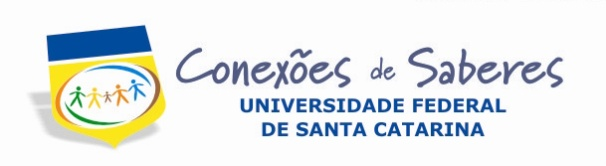 Conexões de Saberes
UNIVERSIDADE FEDERAL
DE SANTA CATARINA